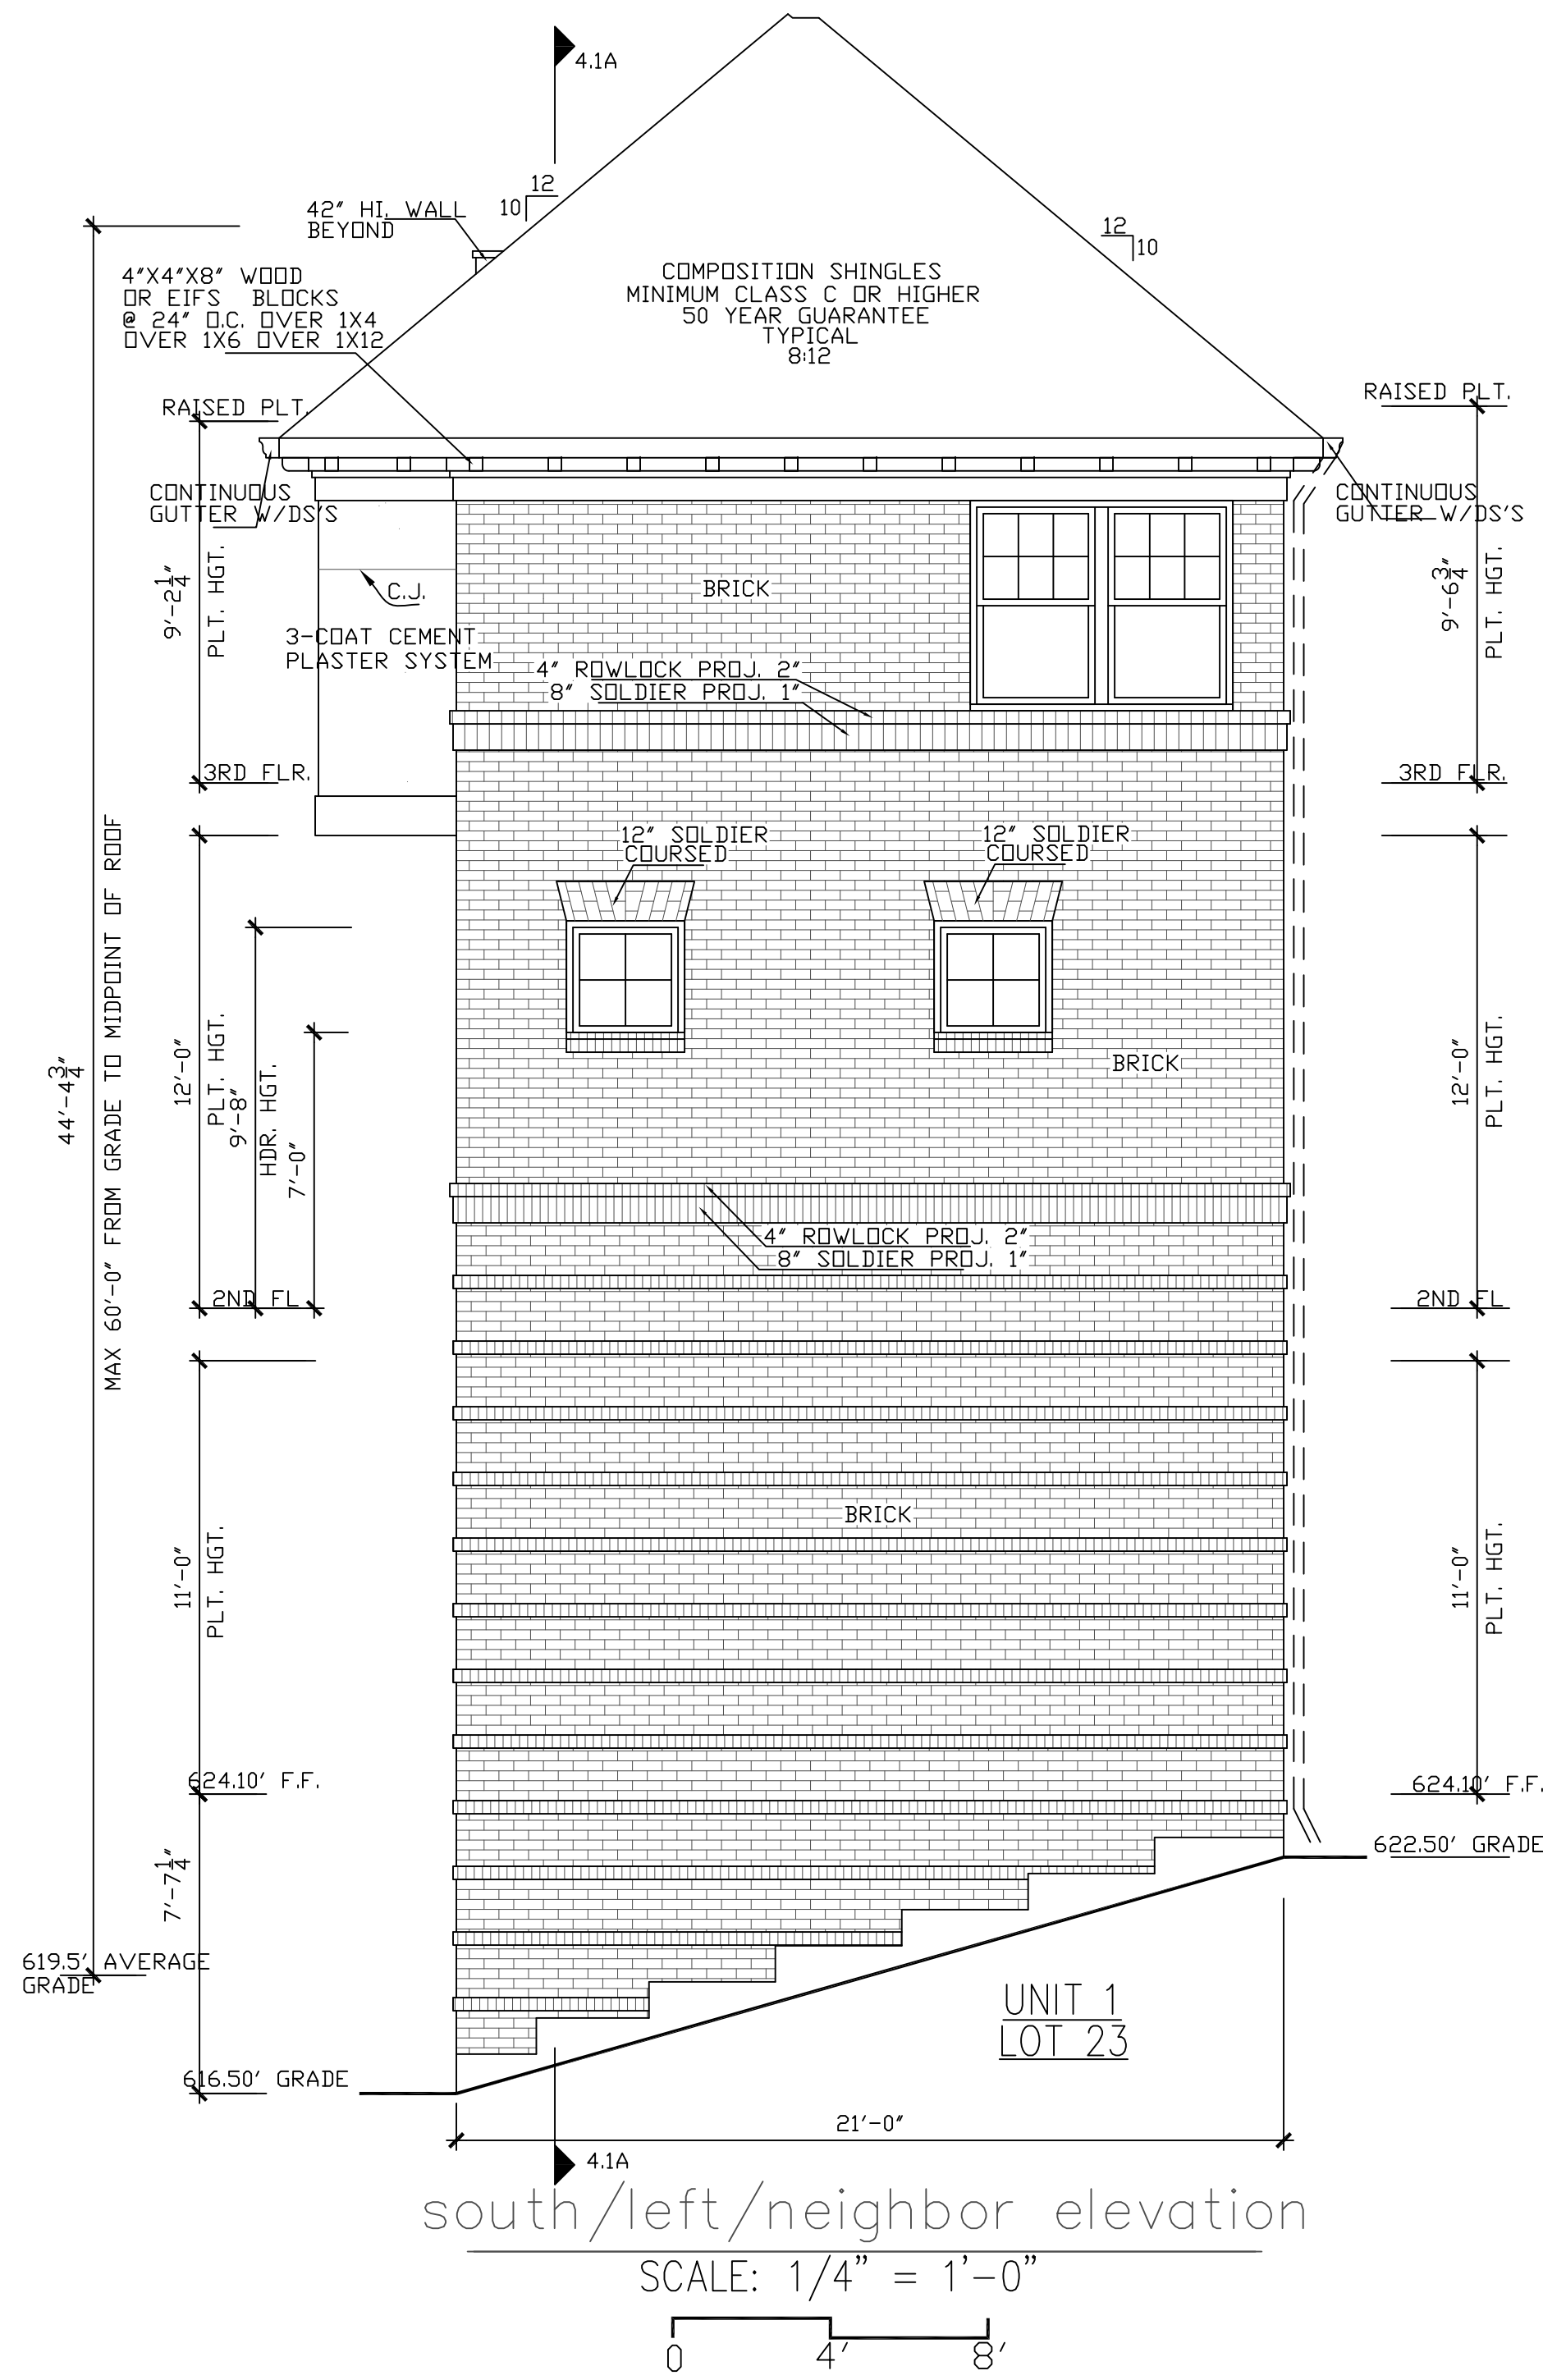 4.1A
12
10
42" HI. WALL
BEYOND
12
10
4"X4"X8" WOOD
OR EIFS BLOCKS
@ 24" O.C. OVER 1X4
OVER 1X6 OVER 1X12
COMPOSITION SHINGLES
MINIMUM CLASS C OR HIGHER
50 YEAR GUARANTEE
TYPICAL
8:12
RAISED PLT.
RAISED PLT.
CONTINUOUS
GUTTER W/DS'S
CONTINUOUS
GUTTER W/DS'S
9'-2 1/4"
PLT. HGT.
C.J.
BRICK
9'-6 3/4"
PLT. HGT.
3-COAT CEMENT
PLASTER SYSTEM
4" ROWLOCK PROJ. 2"
8" SOLDIER PROJ. 1"
3RD FLR.
3RD FLR.
12" SOLDIER
COURSED
12" SOLDIER
COURSED
44'-4 3/4"
MAX 60'-0" FROM GRADE TO MIDPOINT OF ROOF
12'-0"
PLT. HGT.
9'-8"
HDR. HGT.
7'-0"
BRICK
12'-0"
PLT. HGT.
4" ROWLOCK PROJ. 2"
8" SOLDIER PROJ. 1"
2ND FL
2ND FL
BRICK
11'-0"
PLT. HGT.
11'-0"
PLT. HGT.
624.10' F.F.
624.10' F.F.
7'-7 1/4"
622.50' GRADE
619.5' AVERAGE
GRADE
UNIT 1
LOT 23
616.50' GRADE
21'-0"
4.1A
south/left/neighbor elevation
SCALE: 1/4" = 1'-0"
0 4' 8'